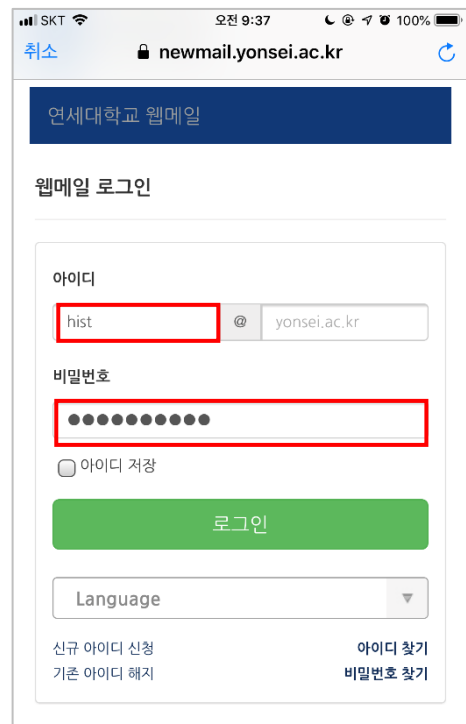 SKT 오전 9:37 100%
취소 newmail.yonsei.ac.kr
연세대학교 웹메일
웹메일 로그인
아이디
hist @ yonsei.ac.kr
비밀번호
●●●●●●●●●●
아이디 저장
로그인
Language
신규 아이디 신청 아이디 찾기
기존 아이디 해지 비밀번호 찾기